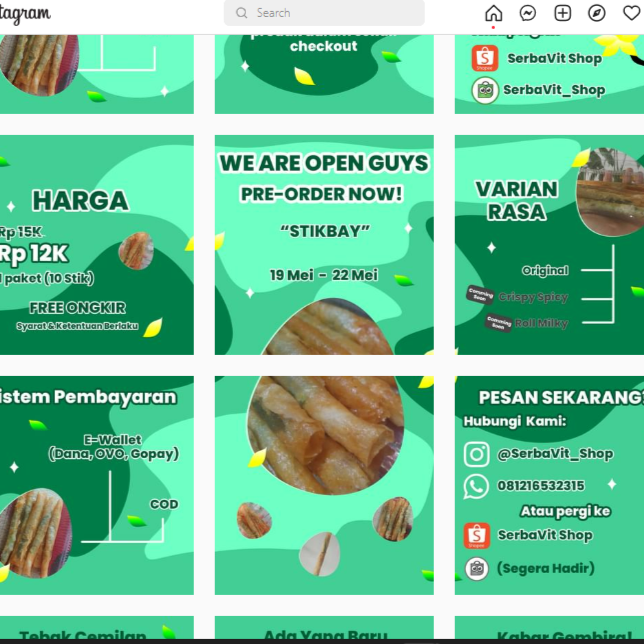 Search
checkout
SerbaVit Shop
SerbaVit_Shop
HARGA
Rp 15K
Rp 12K
paket (10 Stik)
FREE ONGKIR
Syarat & Ketentuan Berlaku
WE ARE OPEN GUYS
PRE-ORDER NOW!
“STIKBAY”
19 Mei - 22 Mei
VARIAN
RASA
Original
Comming
Soon
Crispy Spicy
Comming
Soon
Roll Milky
istem Pembayaran
E-Wallet
(Dana, OVO, Gopay)
COD
PESAN SEKARANG
Hubungi Kami:
@SerbaVit_Shop
081216532315
Atau pergi ke
SerbaVit Shop
(Segera Hadir)
Tebak Cemilan
Ada Yang Baru
Kabar Gembira!